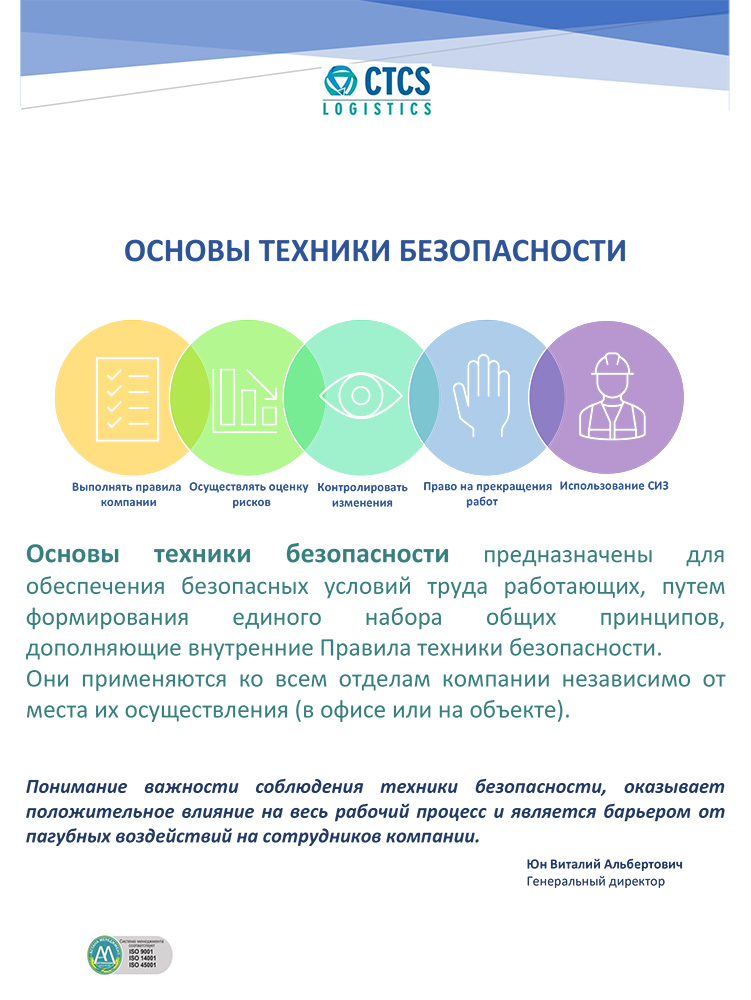 CTCS
LOGISTICS
ОСНОВЫ ТЕХНИКИ БЕЗОПАСНОСТИ
Выполнять правила
компании
Осуществлять оценку
рисков
Контролировать
изменения
Право на прекращения
работ
Использование СИЗ
Основы техники безопасности предназначены для
обеспечения безопасных условий труда работающих, путем
формирования единого набора общих принципов,
дополняющие внутренние Правила техники безопасности.
Они применяются ко всем отделам компании независимо от
места их осуществления (в офисе или на объекте).
Понимание важности соблюдения техники безопасности, оказывает
положительное влияние на весь рабочий процесс и является барьером от
пагубных воздействий на сотрудников компании.
Юн Виталий Альбертович
Генеральный директор
Система менеджмента
соответствует
ISO 9001
ISO 14001
ISO 45001